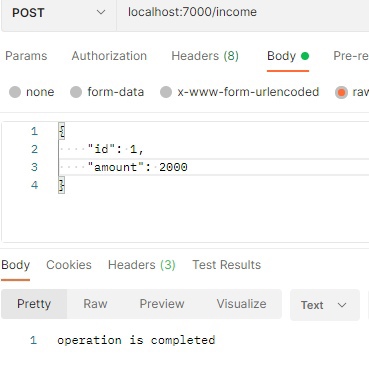 POST localhost:7000/income
Params Authorization Headers (8) Body Pre-re
none form-data x-www-form-urlencoded raw
1 {
2 "id": 1,
3 "amount": 2000
4 }
Body Cookies Headers (3) Test Results
Pretty Raw Preview Visualize Text
1 operation is completed